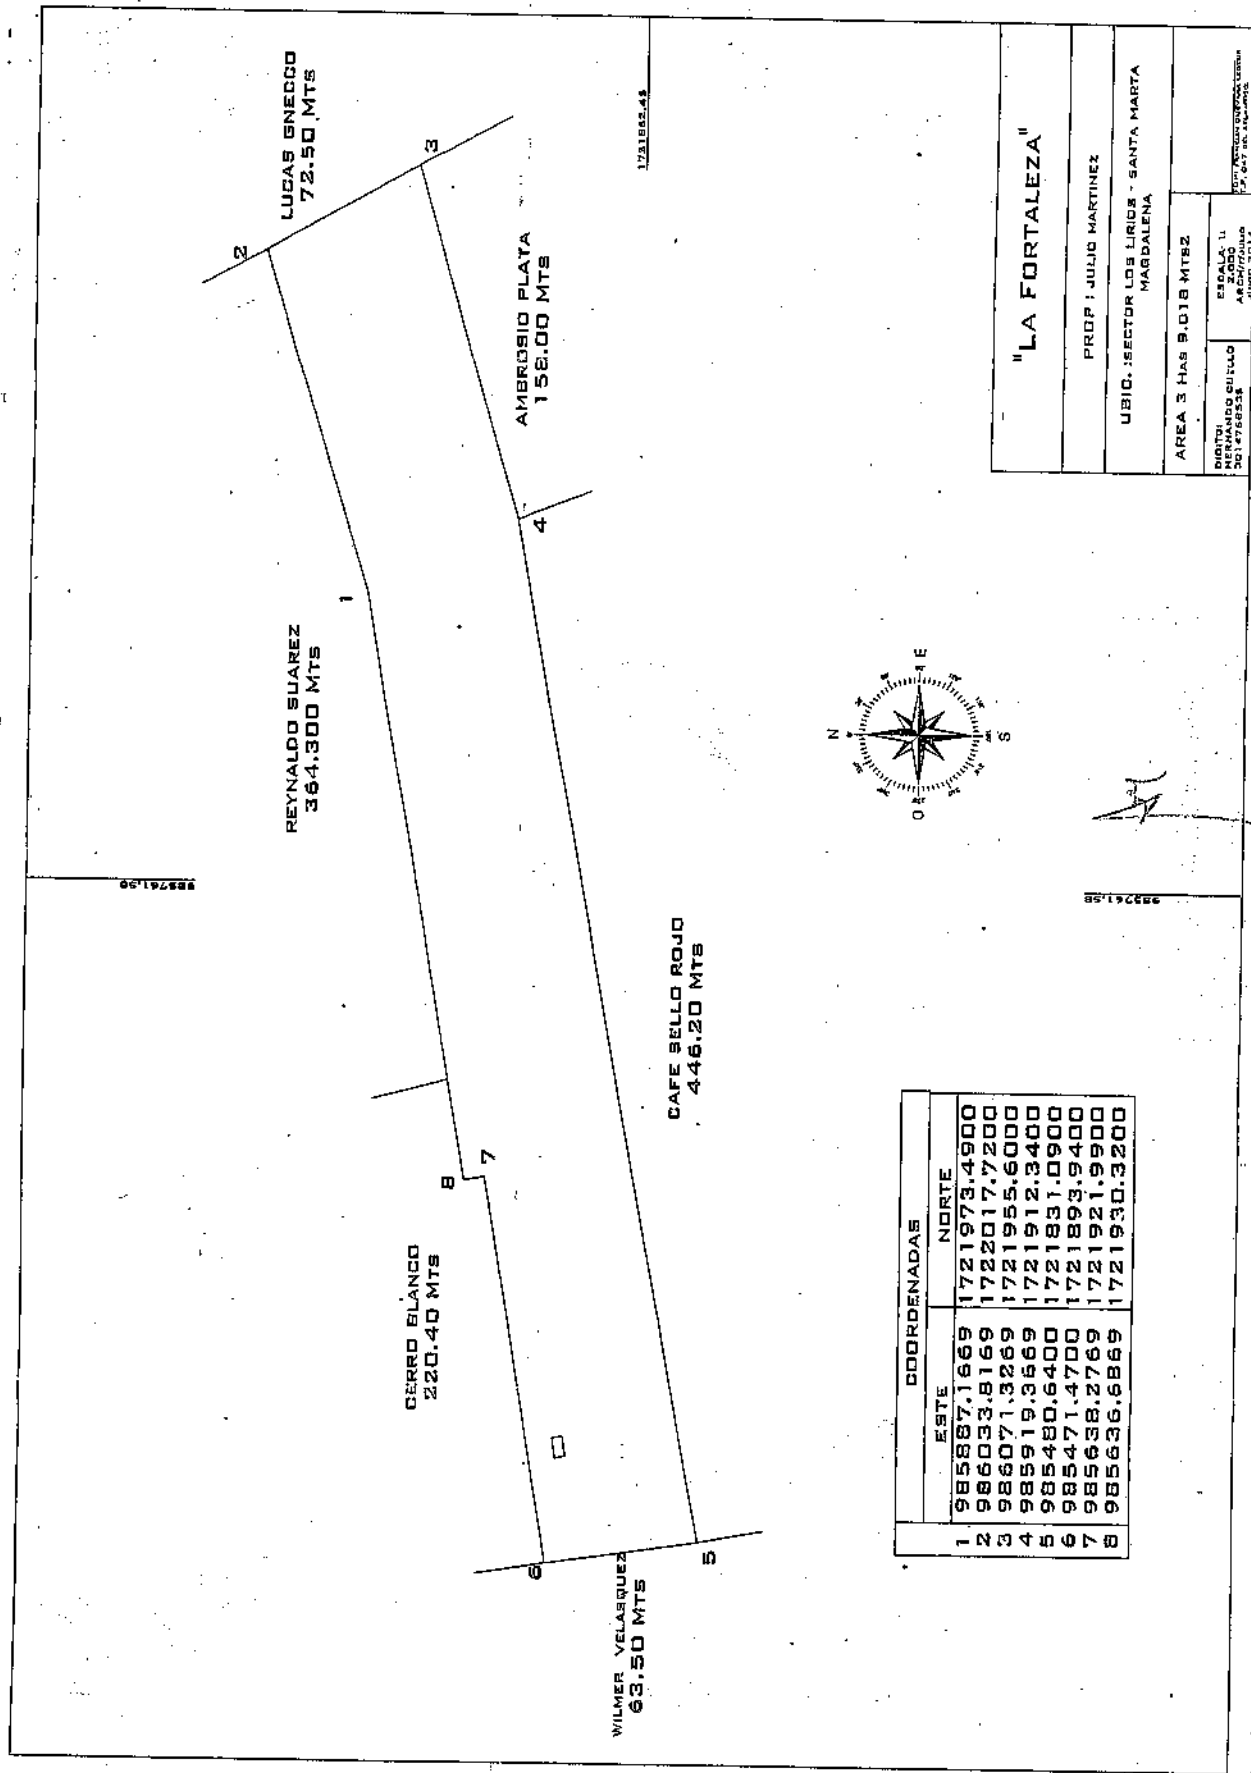 LUCAS GNECCO
72.50 MTS
2
3
REYNALDO SUAREZ
364.300 MTS
1
AMBROSIO PLATA
158.00 MTS
4
CERRO BLANCO
220.40 MTS
8
7
CAFE SELLO ROJO
446.20 MTS
WILMER VELASQUEZ
63.50 MTS
6
5
N
E
S
O
COORDENADAS
ESTE NORTE
1 985887.1669 1721973.4900
2 986033.8169 1722017.7200
3 986071.3269 1721955.6000
4 985919.3669 1721912.3400
5 985480.6400 1721831.0900
6 985471.4700 1721893.9400
7 985638.2769 1721921.9900
8 985636.6869 1721930.3200
"LA FORTALEZA"
PROP : JULIO MARTINEZ
UBIC. :SECTOR LOS LIRIOS - SANTA MARTA
MAGDALENA
AREA 3 HAS 9.018 MTS2
DIGITO:
HERNANDO CUELLO
ESCALA: 1:
2.000